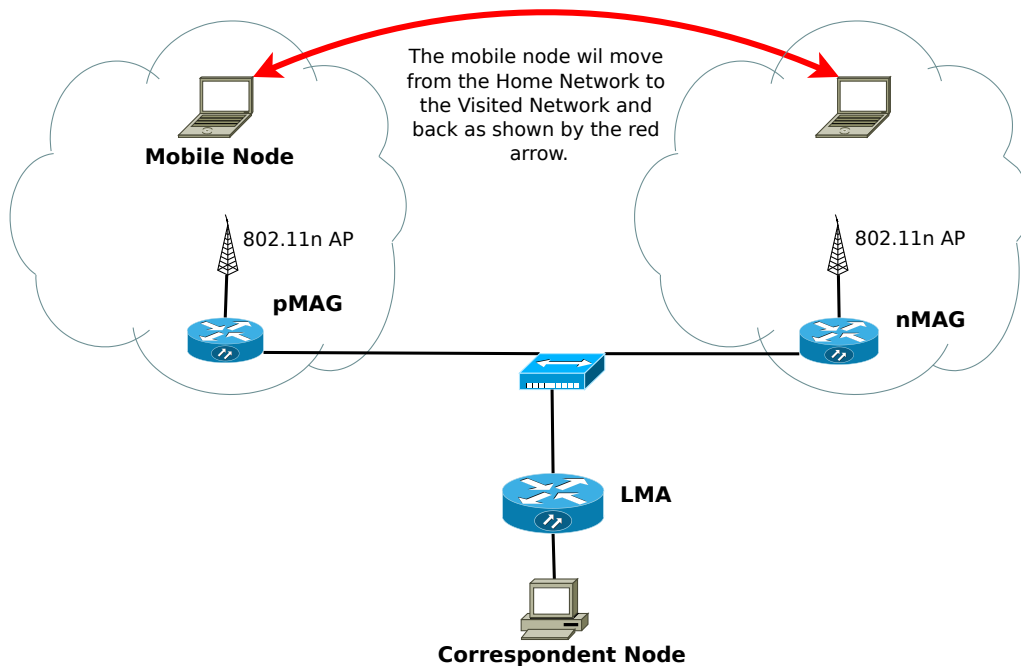 The mobile node wil move
from the Home Network to
the Visited Network and
back as shown by the red
arrow.
Mobile Node
802.11n AP
802.11n AP
pMAG
nMAG
LMA
Correspondent Node